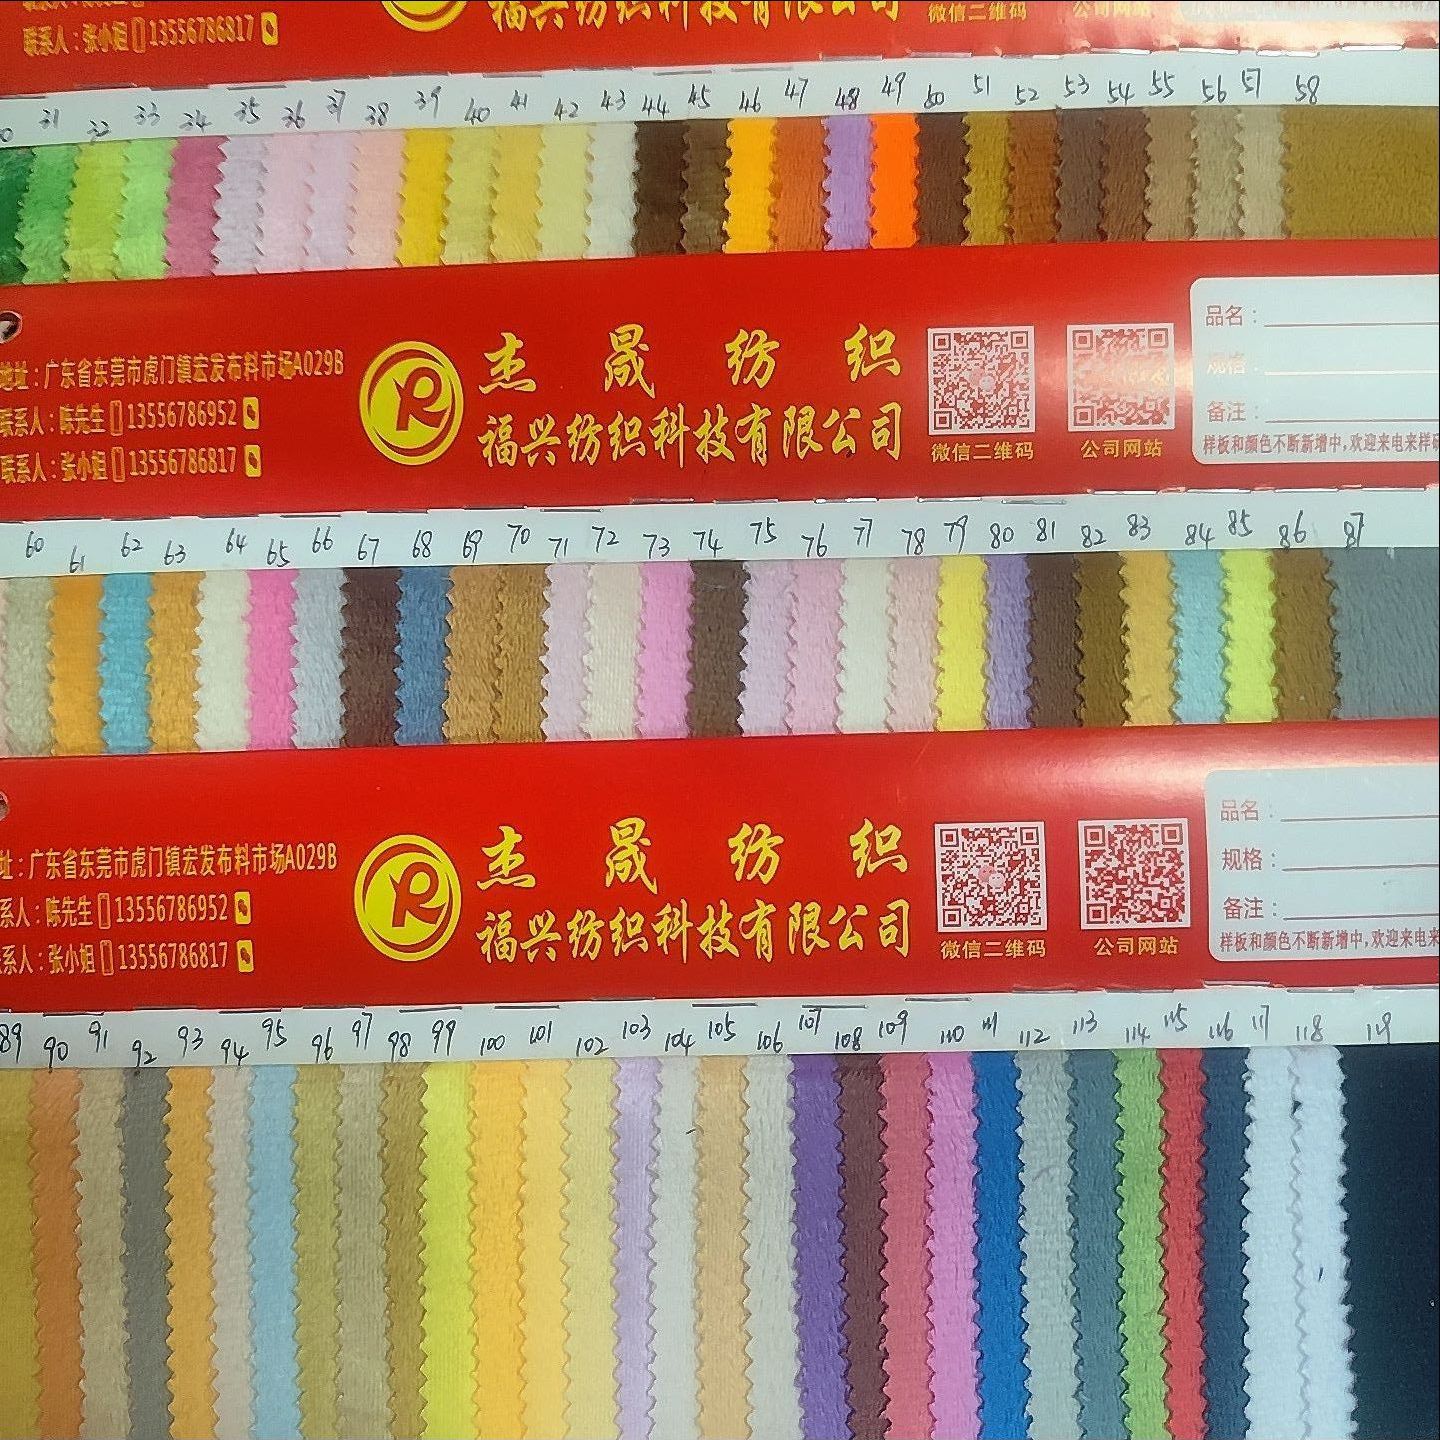 福兴纺织科技有限公司
联系人：张小姐 13556786817
微信二维码
公司网站
31 32 33 34 35 36 37 38 39 40 41 42 43 44 45 46 47 48 49 50 51 52 53 54 55 56 57 58
杰晟纺织
福兴纺织科技有限公司
地址：广东省东莞市虎门镇宏发布料市场A029B
联系人：陈先生 13556786952
联系人：张小姐 13556786817
R
微信二维码
公司网站
品名：
规格：
备注：
样板和颜色不断新增中，欢迎来电来样
60 61 62 63 64 65 66 67 68 69 70 71 72 73 74 75 76 77 78 79 80 81 82 83 84 85 86 87
杰晟纺织
福兴纺织科技有限公司
址：广东省东莞市虎门镇宏发布料市场A029B
系人：陈先生 13556786952
系人：张小姐 13556786817
R
微信二维码
公司网站
品名：
规格：
备注：
样板和颜色不断新增中，欢迎来电来
89 90 91 92 93 94 95 96 97 98 99 100 101 102 103 104 105 106 107 108 109 110 111 112 113 114 115 116 117 118 119